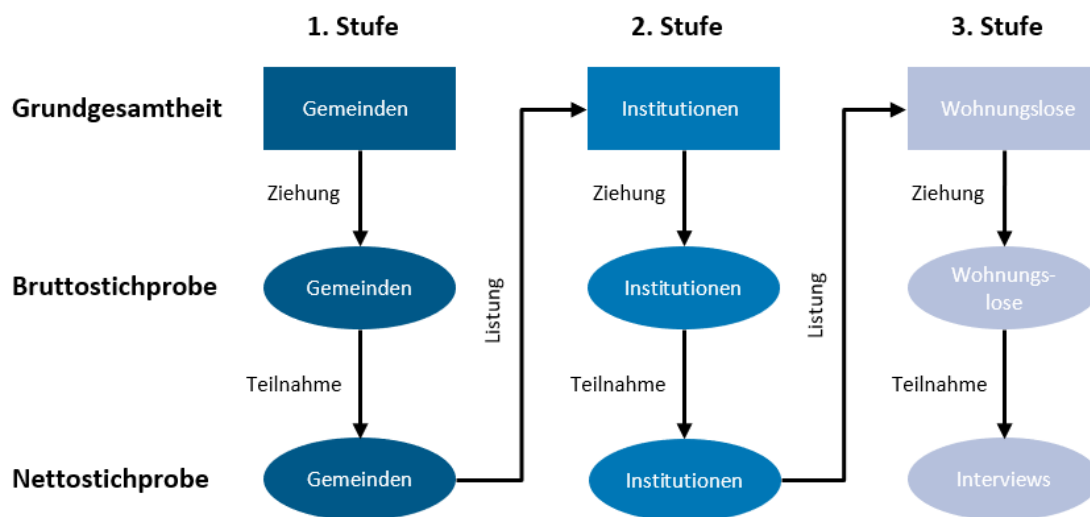 1. Stufe 2. Stufe 3. Stufe
Grundgesamtheit Gemeinden Institutionen Wohnungslose
Ziehung Ziehung Ziehung
Bruttostichprobe Gemeinden Institutionen Wohnungs-
lose
Listung Listung
Teilnahme Teilnahme Teilnahme
Nettostichprobe Gemeinden Institutionen Interviews